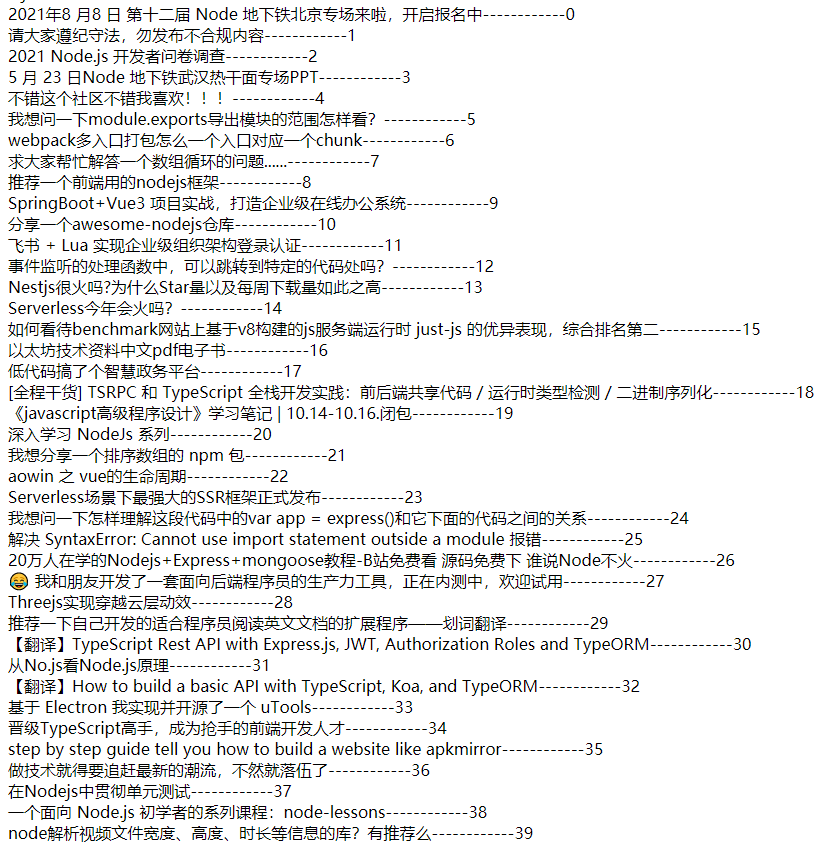 2021年8 月8 日 第十二届 Node 地下铁北京专场来啦，开启报名中------------0
请大家遵纪守法，勿发布不合规内容------------1
2021 Node.js 开发者问卷调查------------2
5 月 23 日Node 地下铁武汉热干面专场PPT------------3
不错这个社区不错我喜欢！！！------------4
我想问一下module.exports导出模块的范围怎样看？------------5
webpack多入口打包怎么一个入口对应一个chunk------------6
求大家帮忙解答一个数组循环的问题......------------7
推荐一个前端用的nodejs框架------------8
SpringBoot+Vue3 项目实战，打造企业级在线办公系统------------9
分享一个awesome-nodejs仓库------------10
飞书 + Lua 实现企业级组织架构登录认证------------11
事件监听的处理函数中，可以跳转到特定的代码处吗？------------12
Nestjs很火吗?为什么Star量以及每周下载量如此之高------------13
Serverless今年会火吗？------------14
如何看待benchmark网站上基于v8构建的js服务端运行时 just-js 的优异表现，综合排名第二------------15
以太坊技术资料中文pdf电子书------------16
低代码搞了个智慧政务平台------------17
[全程干货] TSRPC 和 TypeScript 全栈开发实践：前后端共享代码 / 运行时类型检测 / 二进制序列化------------18
《javascript高级程序设计》学习笔记 | 10.14-10.16.闭包------------19
深入学习 NodeJs 系列------------20
我想分享一个排序数组的 npm 包------------21
aowin 之 vue的生命周期------------22
Serverless场景下最强大的SSR框架正式发布------------23
我想问一下怎样理解这段代码中的var app = express()和它下面的代码之间的关系------------24
解决 SyntaxError: Cannot use import statement outside a module 报错------------25
20万人在学的Nodejs+Express+mongoose教程-B站免费看 源码免费下 谁说Node不火------------26
😂 我和朋友开发了一套面向后端程序员的生产力工具，正在内测中，欢迎试用------------27
Threejs实现穿越云层动效------------28
推荐一下自己开发的适合程序员阅读英文文档的扩展程序——划词翻译------------29
【翻译】TypeScript Rest API with Express.js, JWT, Authorization Roles and TypeORM------------30
从No.js看Node.js原理------------31
【翻译】How to build a basic API with TypeScript, Koa, and TypeORM------------32
基于 Electron 我实现并开源了一个 uTools------------33
晋级TypeScript高手，成为抢手的前端开发人才------------34
step by step guide tell you how to build a website like apkmirror------------35
做技术就得要追赶最新的潮流，不然就落伍了------------36
在Nodejs中贯彻单元测试------------37
一个面向 Node.js 初学者的系列课程：node-lessons------------38
node解析视频文件宽度、高度、时长等信息的库？有推荐么------------39